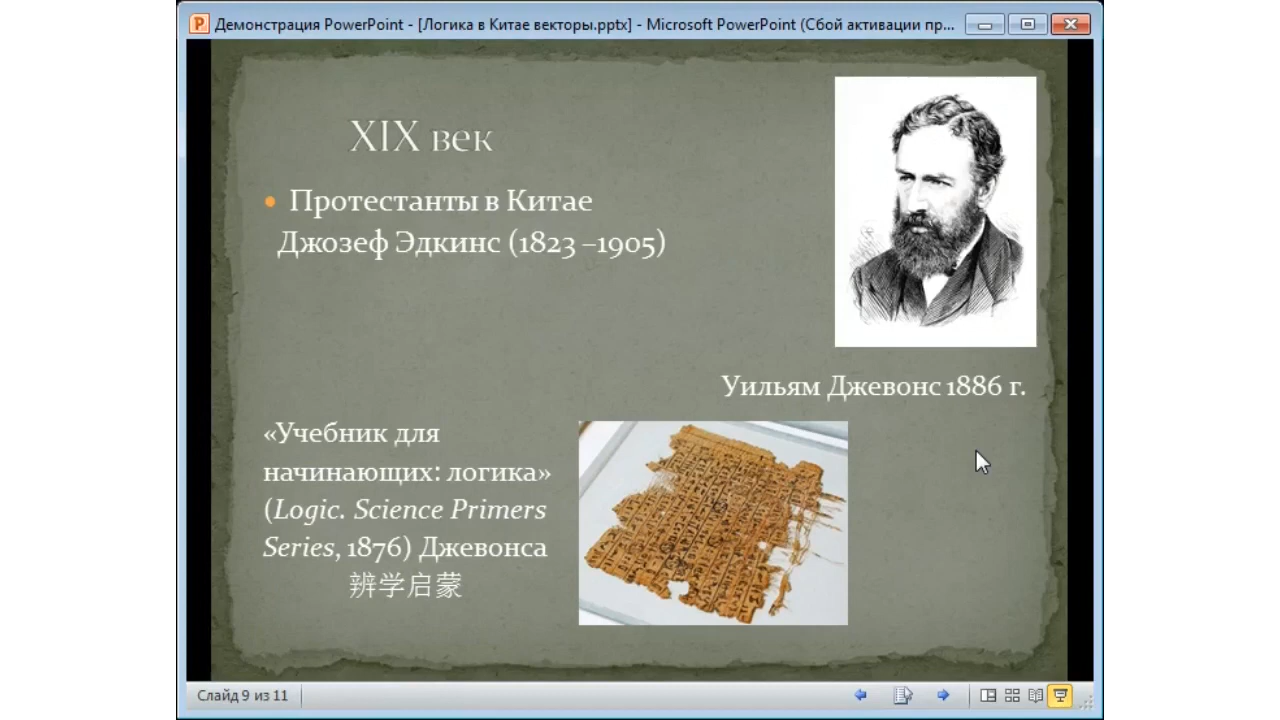 Демонстрация PowerPoint - [Логика в Китае векторы.pptx] - Microsoft PowerPoint (Сбой активации пр...
XIX век
• Протестанты в Китае
Джозеф Эдкинс (1823 –1905)
Уильям Джевонс 1886 г.
«Учебник для
начинающих: логика»
(Logic. Science Primers
Series, 1876) Джевонса
辨学启蒙
Слайд 9 из 11